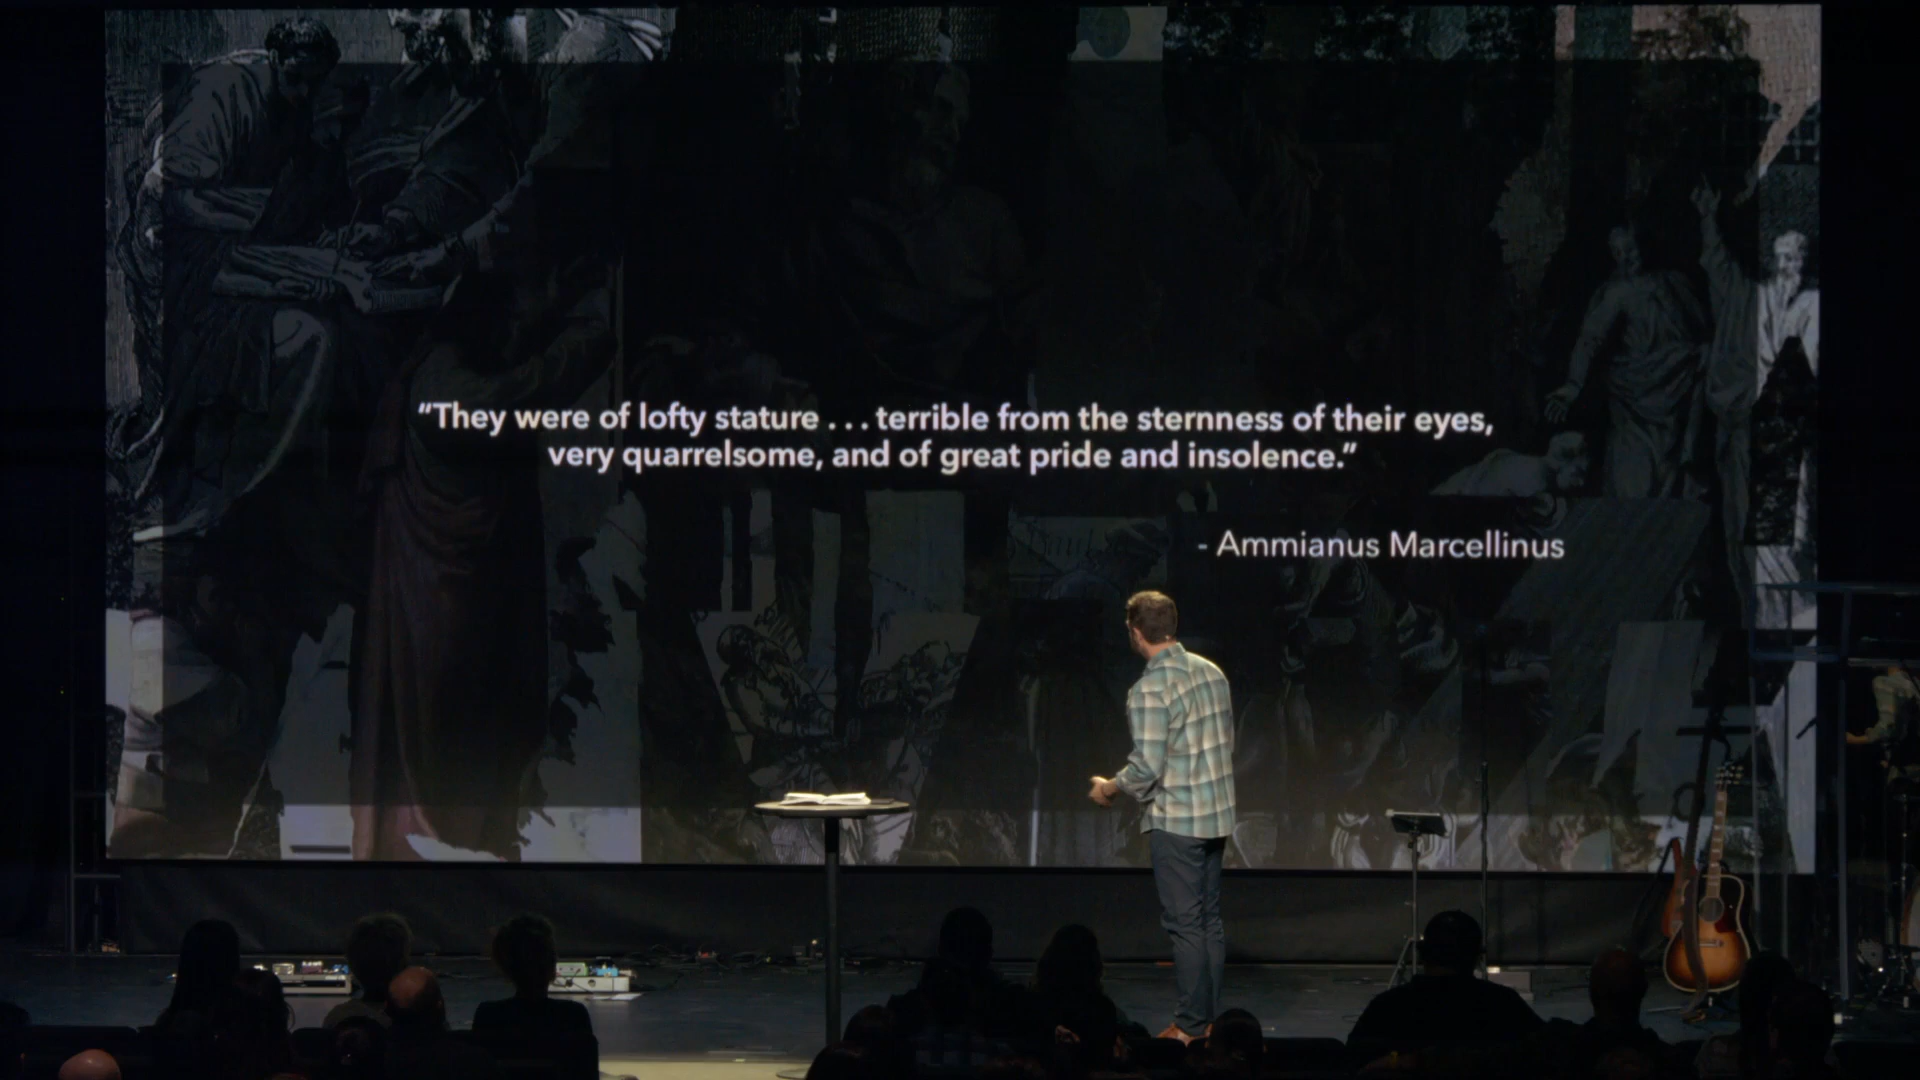 “They were of lofty stature . . . terrible from the sternness of their eyes,
very quarrelsome, and of great pride and insolence.”
- Ammianus Marcellinus